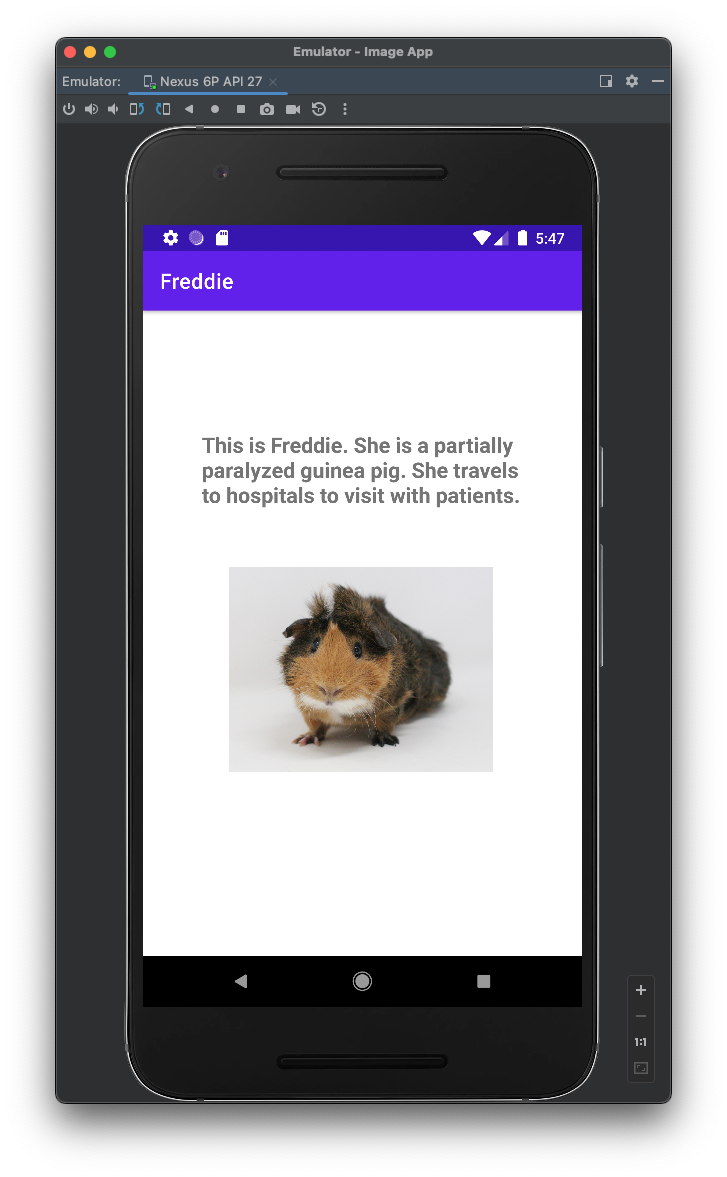 Emulator - Image App
Emulator:
Nexus 6P API 27
5:47
Freddie
This is Freddie. She is a partially
paralyzed guinea pig. She travels
to hospitals to visit with patients.
1:1